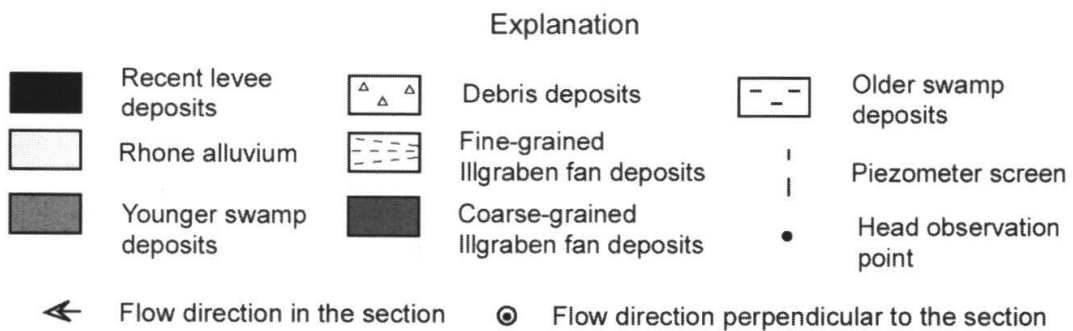 Explanation
Recent levee
deposits
Rhone alluvium
Younger swamp
deposits
Debris deposits
Fine-grained
Illgraben fan deposits
Coarse-grained
Illgraben fan deposits
Older swamp
deposits
Piezometer screen
Head observation
point
Flow direction in the section
Flow direction perpendicular to the section